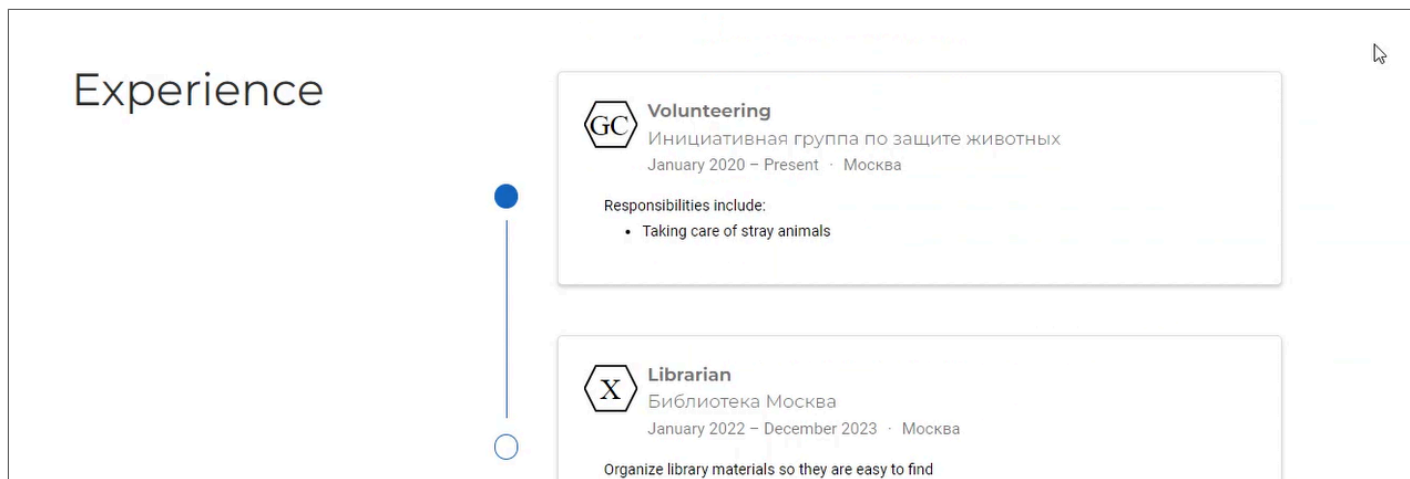 Experience
GC
Volunteering
Инициативная группа по защите животных
January 2020 – Present · Москва
Responsibilities include:
• Taking care of stray animals
X
Librarian
Библиотека Москва
January 2022 – December 2023 · Москва
Organize library materials so they are easy to find